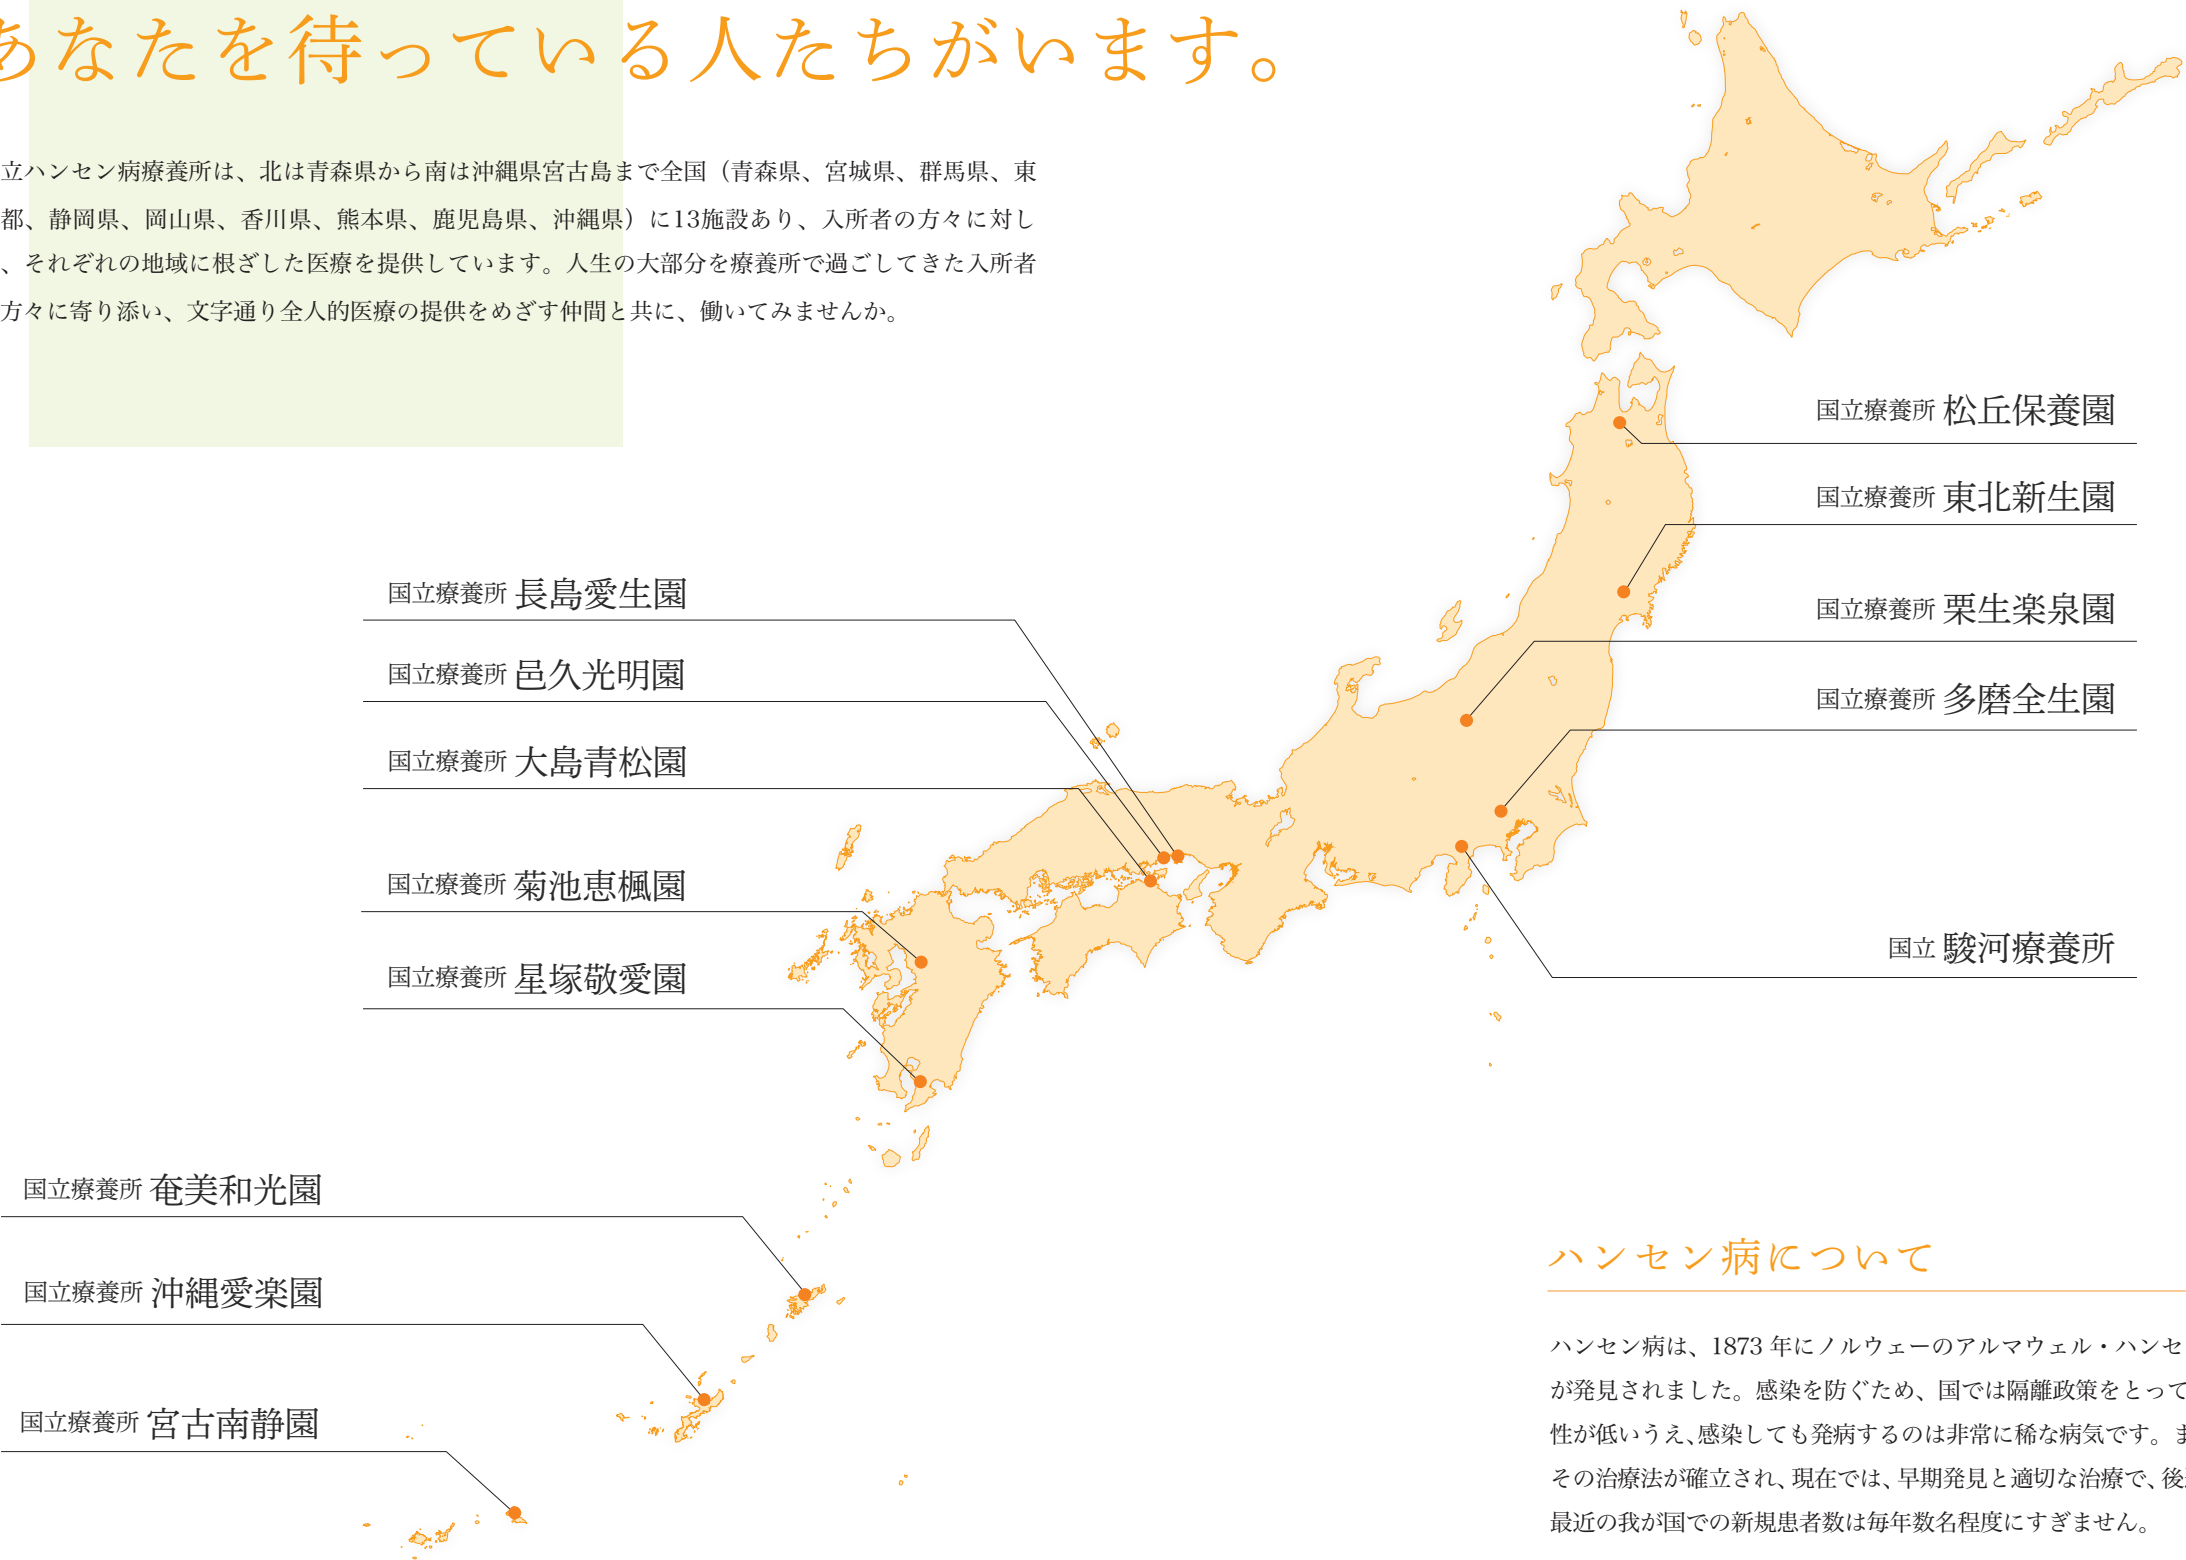 あなたを待っている人たちがいます。
立ハンセン病療養所は、北は青森県から南は沖縄県宮古島まで全国（青森県、宮城県、群馬県、東
都、静岡県、岡山県、香川県、熊本県、鹿児島県、沖縄県）に13施設あり、入所者の方々に対し
、それぞれの地域に根ざした医療を提供しています。人生の大部分を療養所で過ごしてきた入所者
方々に寄り添い、文字通り全人的医療の提供をめざす仲間と共に、働いてみませんか。
国立療養所 松丘保養園
国立療養所 東北新生園
国立療養所 栗生楽泉園
国立療養所 多磨全生園
国立 駿河療養所
国立療養所 長島愛生園
国立療養所 邑久光明園
国立療養所 大島青松園
国立療養所 菊池恵楓園
国立療養所 星塚敬愛園
国立療養所 奄美和光園
国立療養所 沖縄愛楽園
国立療養所 宮古南静園
ハンセン病について
ハンセン病は、1873 年にノルウェーのアルマウェル・ハンセ
が発見されました。感染を防ぐため、国では隔離政策をとって
性が低いうえ、感染しても発病するのは非常に稀な病気です。ま
その治療法が確立され、現在では、早期発見と適切な治療で、後
最近の我が国での新規患者数は毎年数名程度にすぎません。